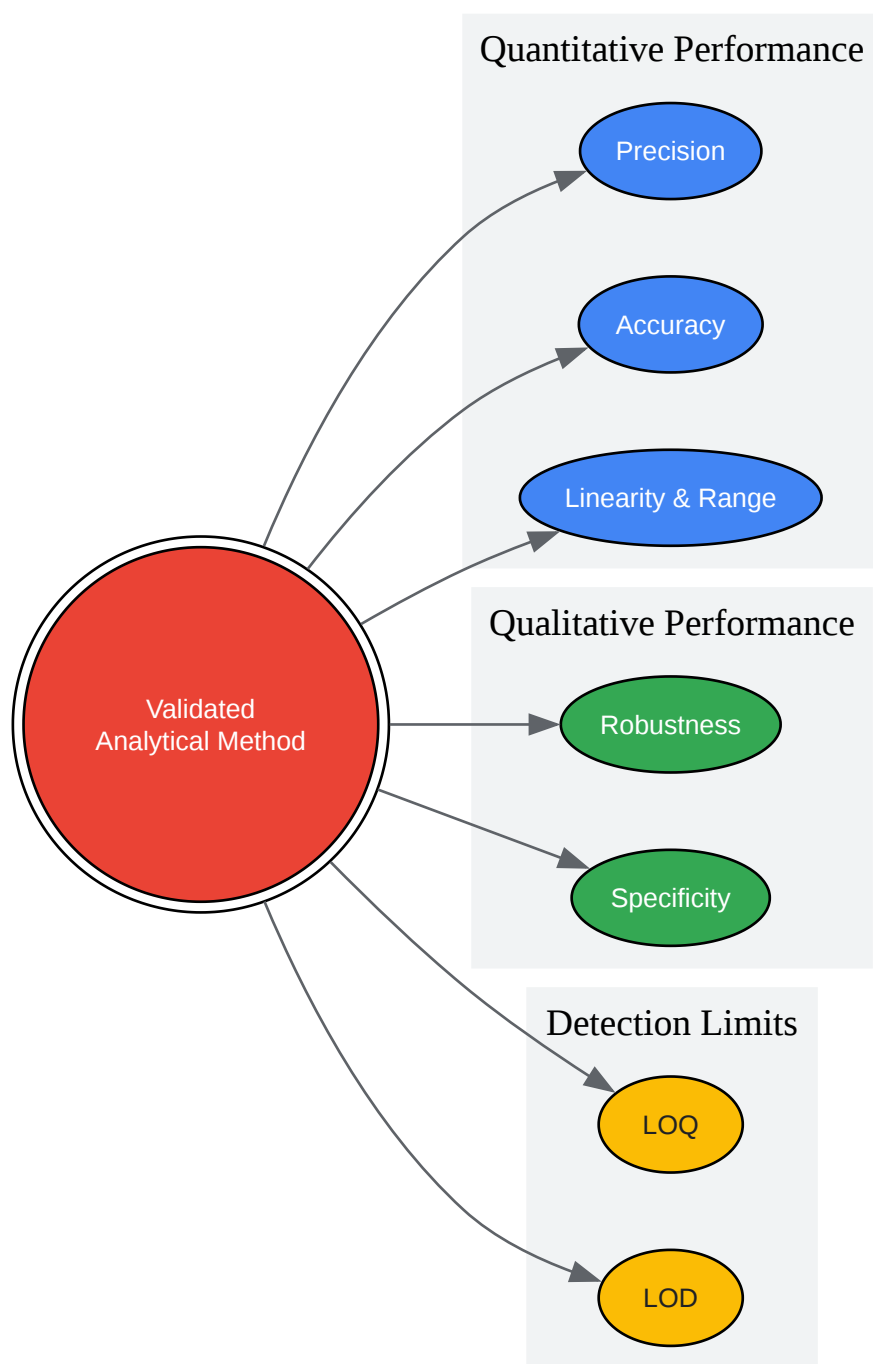 Quantitative Performance
Precision
Accuracy
Linearity & Range
Validated
Analytical Method
Qualitative Performance
Robustness
Specificity
Detection Limits
LOQ
LOD